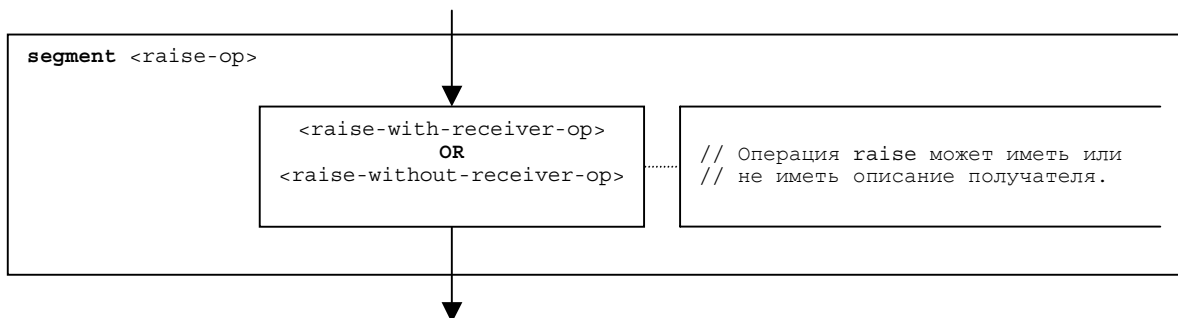 segment <raise-op>
<raise-with-receiver-op>
OR
<raise-without-receiver-op>
// Операция raise может иметь или
// не иметь описание получателя.